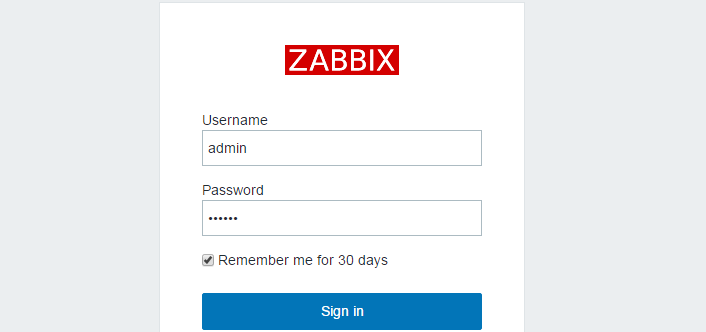 ZABBIX
Username
admin
Password
••••••
Remember me for 30 days
Sign in